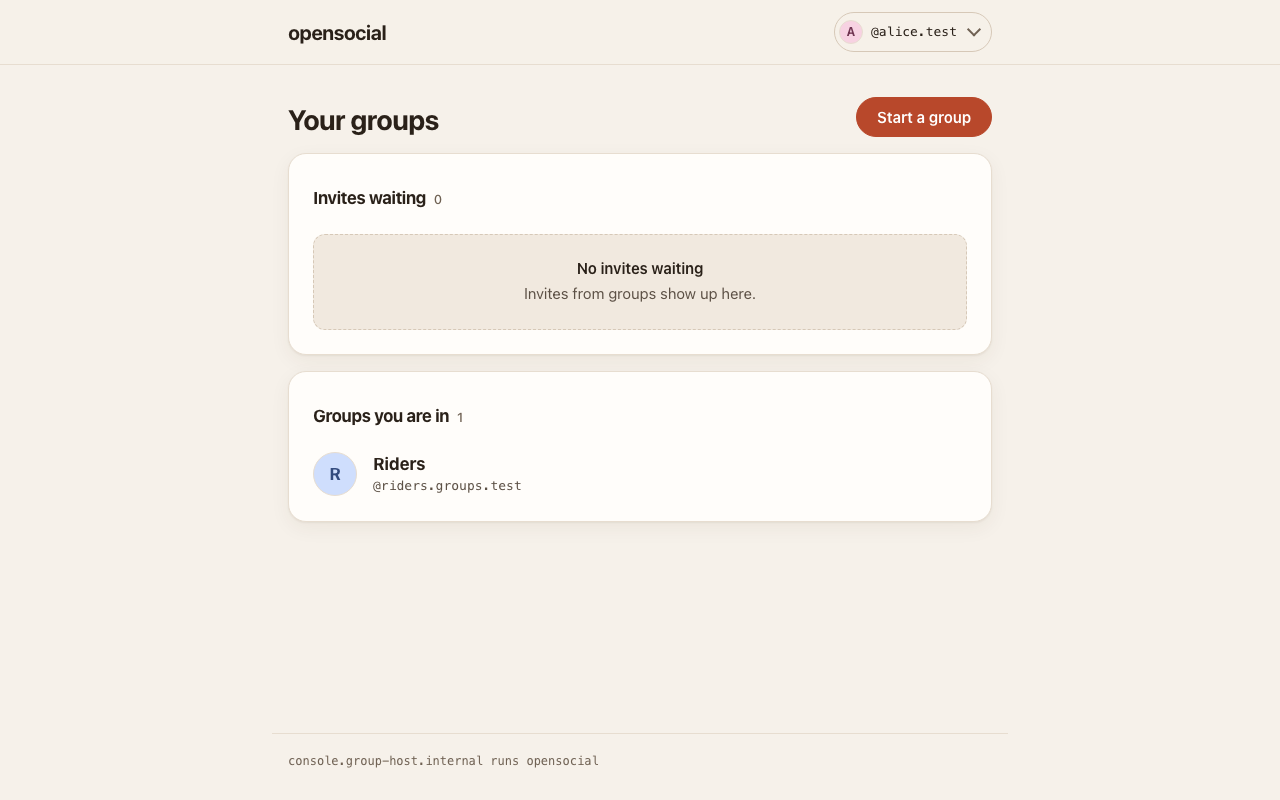 opensocial
A @alice.test
Your groups
Start a group
Invites waiting 0
No invites waiting
Invites from groups show up here.
Groups you are in 1
R
Riders
@riders.groups.test
console.group-host.internal runs opensocial